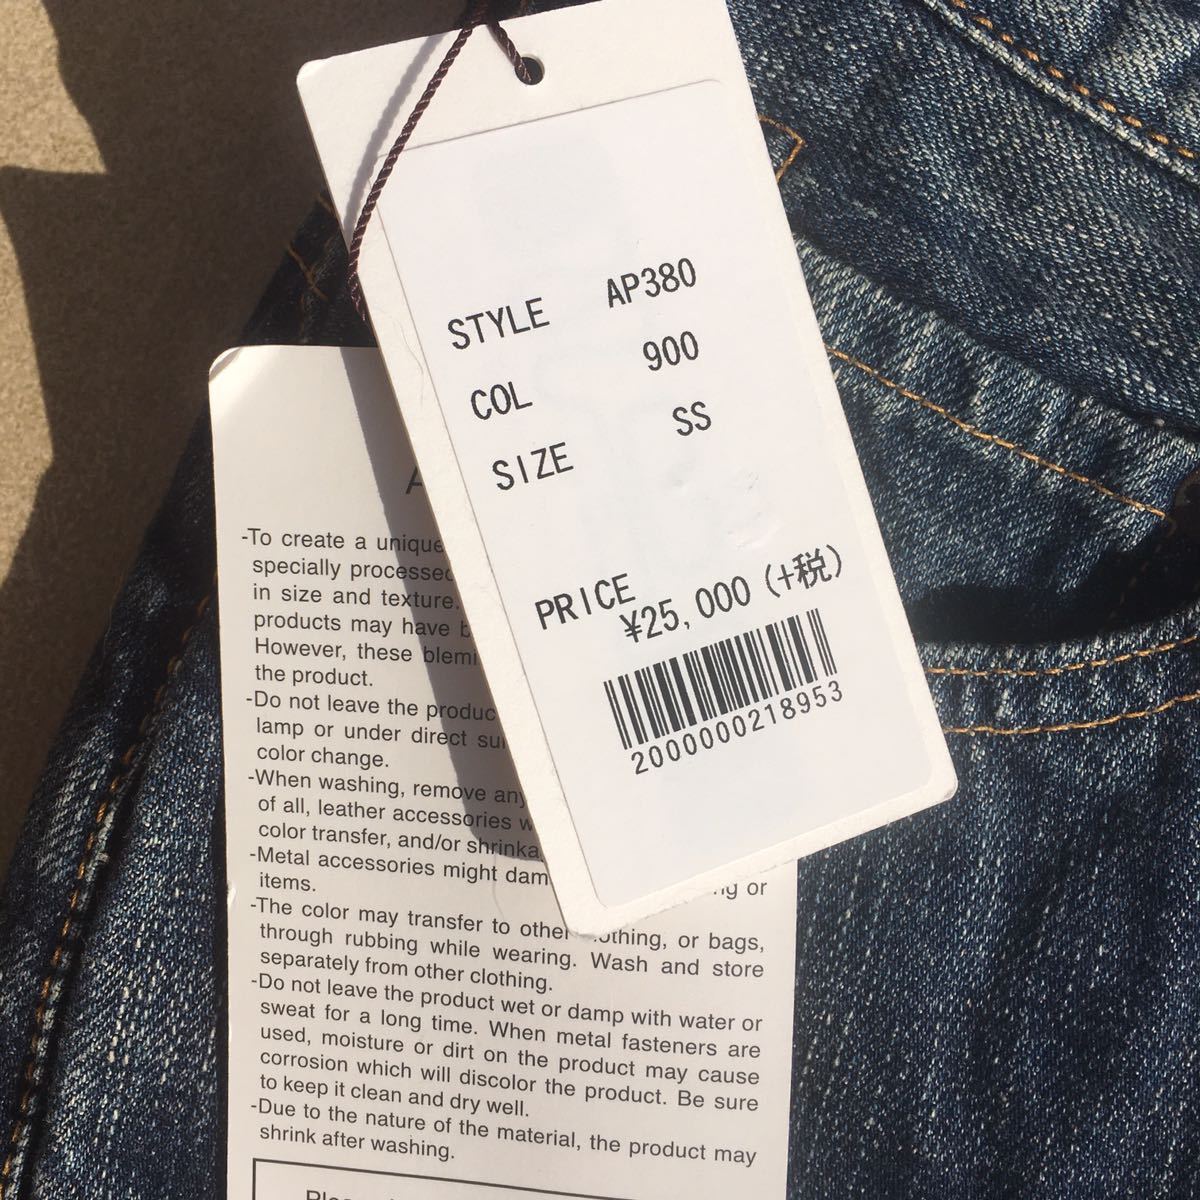 STYLE AP380
COL 900
SIZE SS
PRICE
¥25,000 (+税)
2000000218953
-To create a unique
specially processed
in size and texture.
products may have
However, these
the product.
-Do not leave the
lamp or under direct
color change.
-When washing, remove any
of all, leather accessories
color transfer, and/or
-Metal accessories might
or
items.
-The color may transfer to other clothing, or bags,
through rubbing while wearing. Wash and store
separately from other clothing.
-Do not leave the product wet or damp with water or
sweat for a long time. When metal fasteners are
used, moisture or dirt on the product may cause
corrosion which will discolor the product. Be sure
to keep it clean and dry well.
-Due to the nature of the material, the product may
shrink after washing.